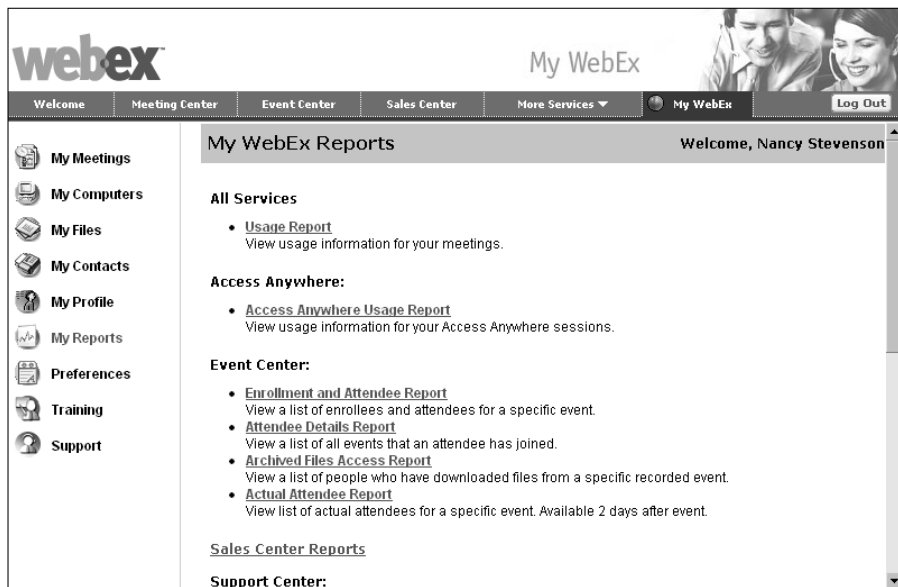 webex
My WebEx
Welcome
Meeting Center
Event Center
Sales Center
More Services
My WebEx
Log Out
My Meetings
My Computers
My Files
My Contacts
My Profile
My Reports
Preferences
Training
Support
My WebEx Reports
Welcome, Nancy Stevenson
All Services
• Usage Report
View usage information for your meetings.
Access Anywhere:
• Access Anywhere Usage Report
View usage information for your Access Anywhere sessions.
Event Center:
• Enrollment and Attendee Report
View a list of enrollees and attendees for a specific event.
• Attendee Details Report
View a list of all events that an attendee has joined.
• Archived Files Access Report
View a list of people who have downloaded files from a specific recorded event.
• Actual Attendee Report
View list of actual attendees for a specific event. Available 2 days after event.
Sales Center Reports
Support Center: